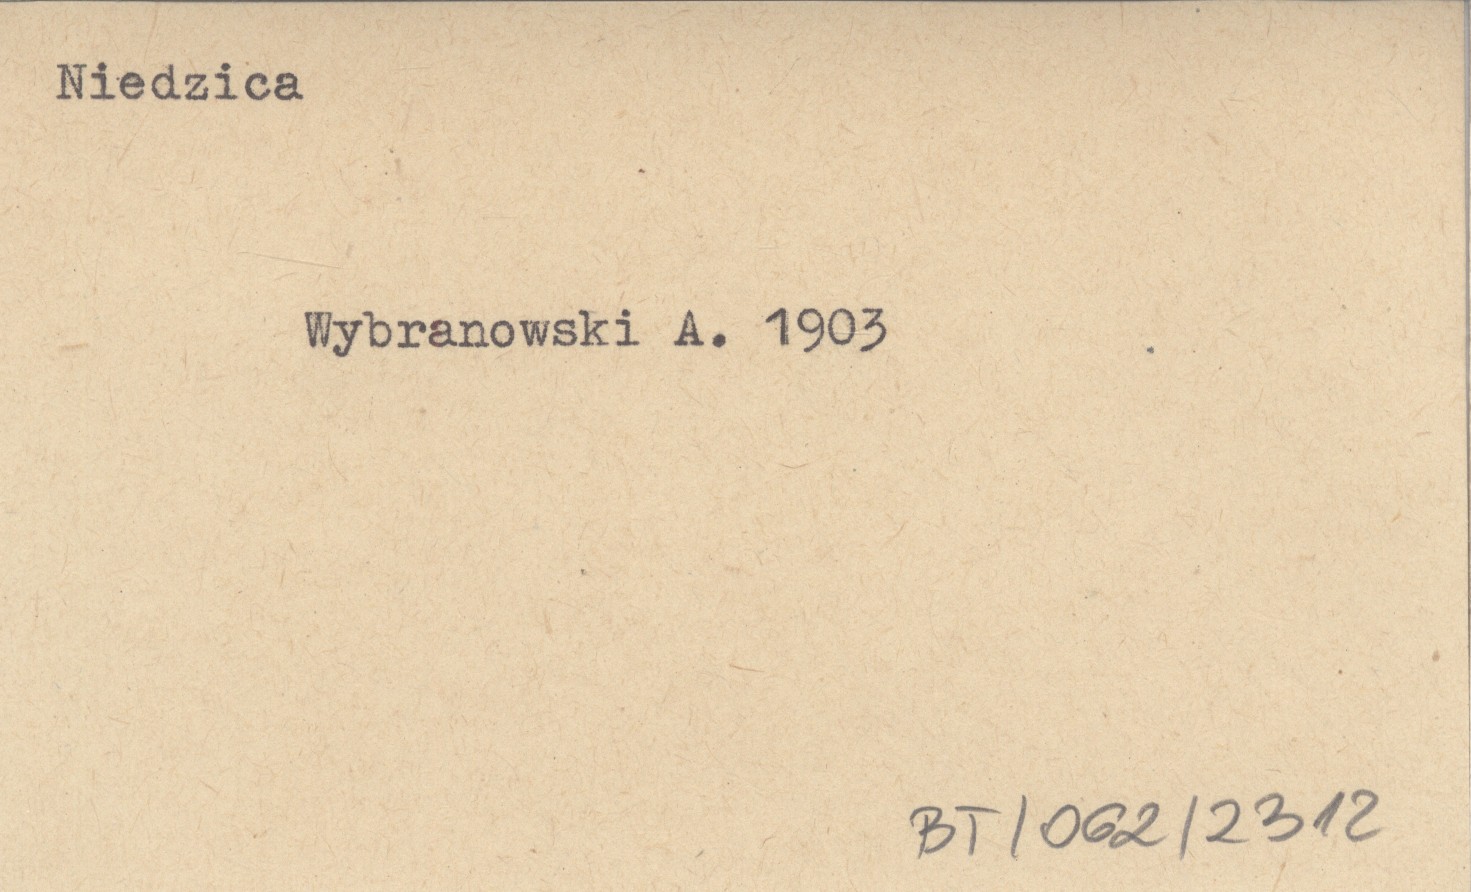 Niedzica
Wybranowski A. 1903
BT/062/2312